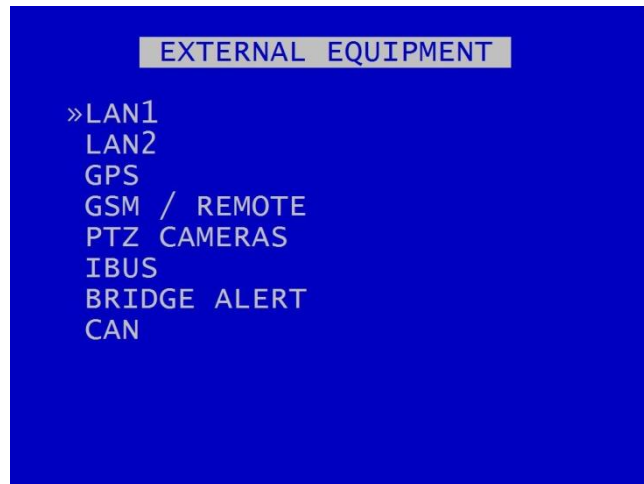 EXTERNAL EQUIPMENT
»LAN1
LAN2
GPS
GSM / REMOTE
PTZ CAMERAS
IBUS
BRIDGE ALERT
CAN